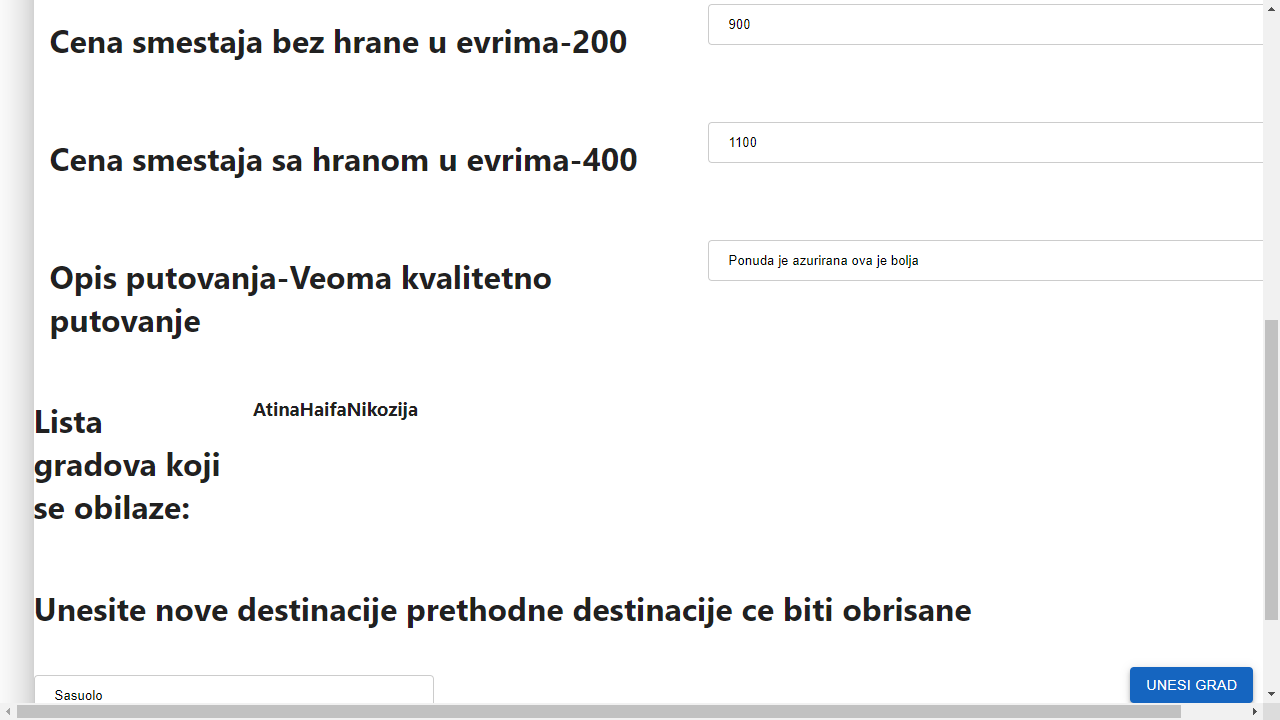 Cena smestaja bez hrane u evrima-200
900
Cena smestaja sa hranom u evrima-400
1100
Opis putovanja-Veoma kvalitetno
putovanje
Ponuda je azurirana ova je bolja
Lista
gradova koji
se obilaze:
AtinaHaifaNikozija
Unesite nove destinacije prethodne destinacije ce biti obrisane
Sasuolo
UNESI GRAD